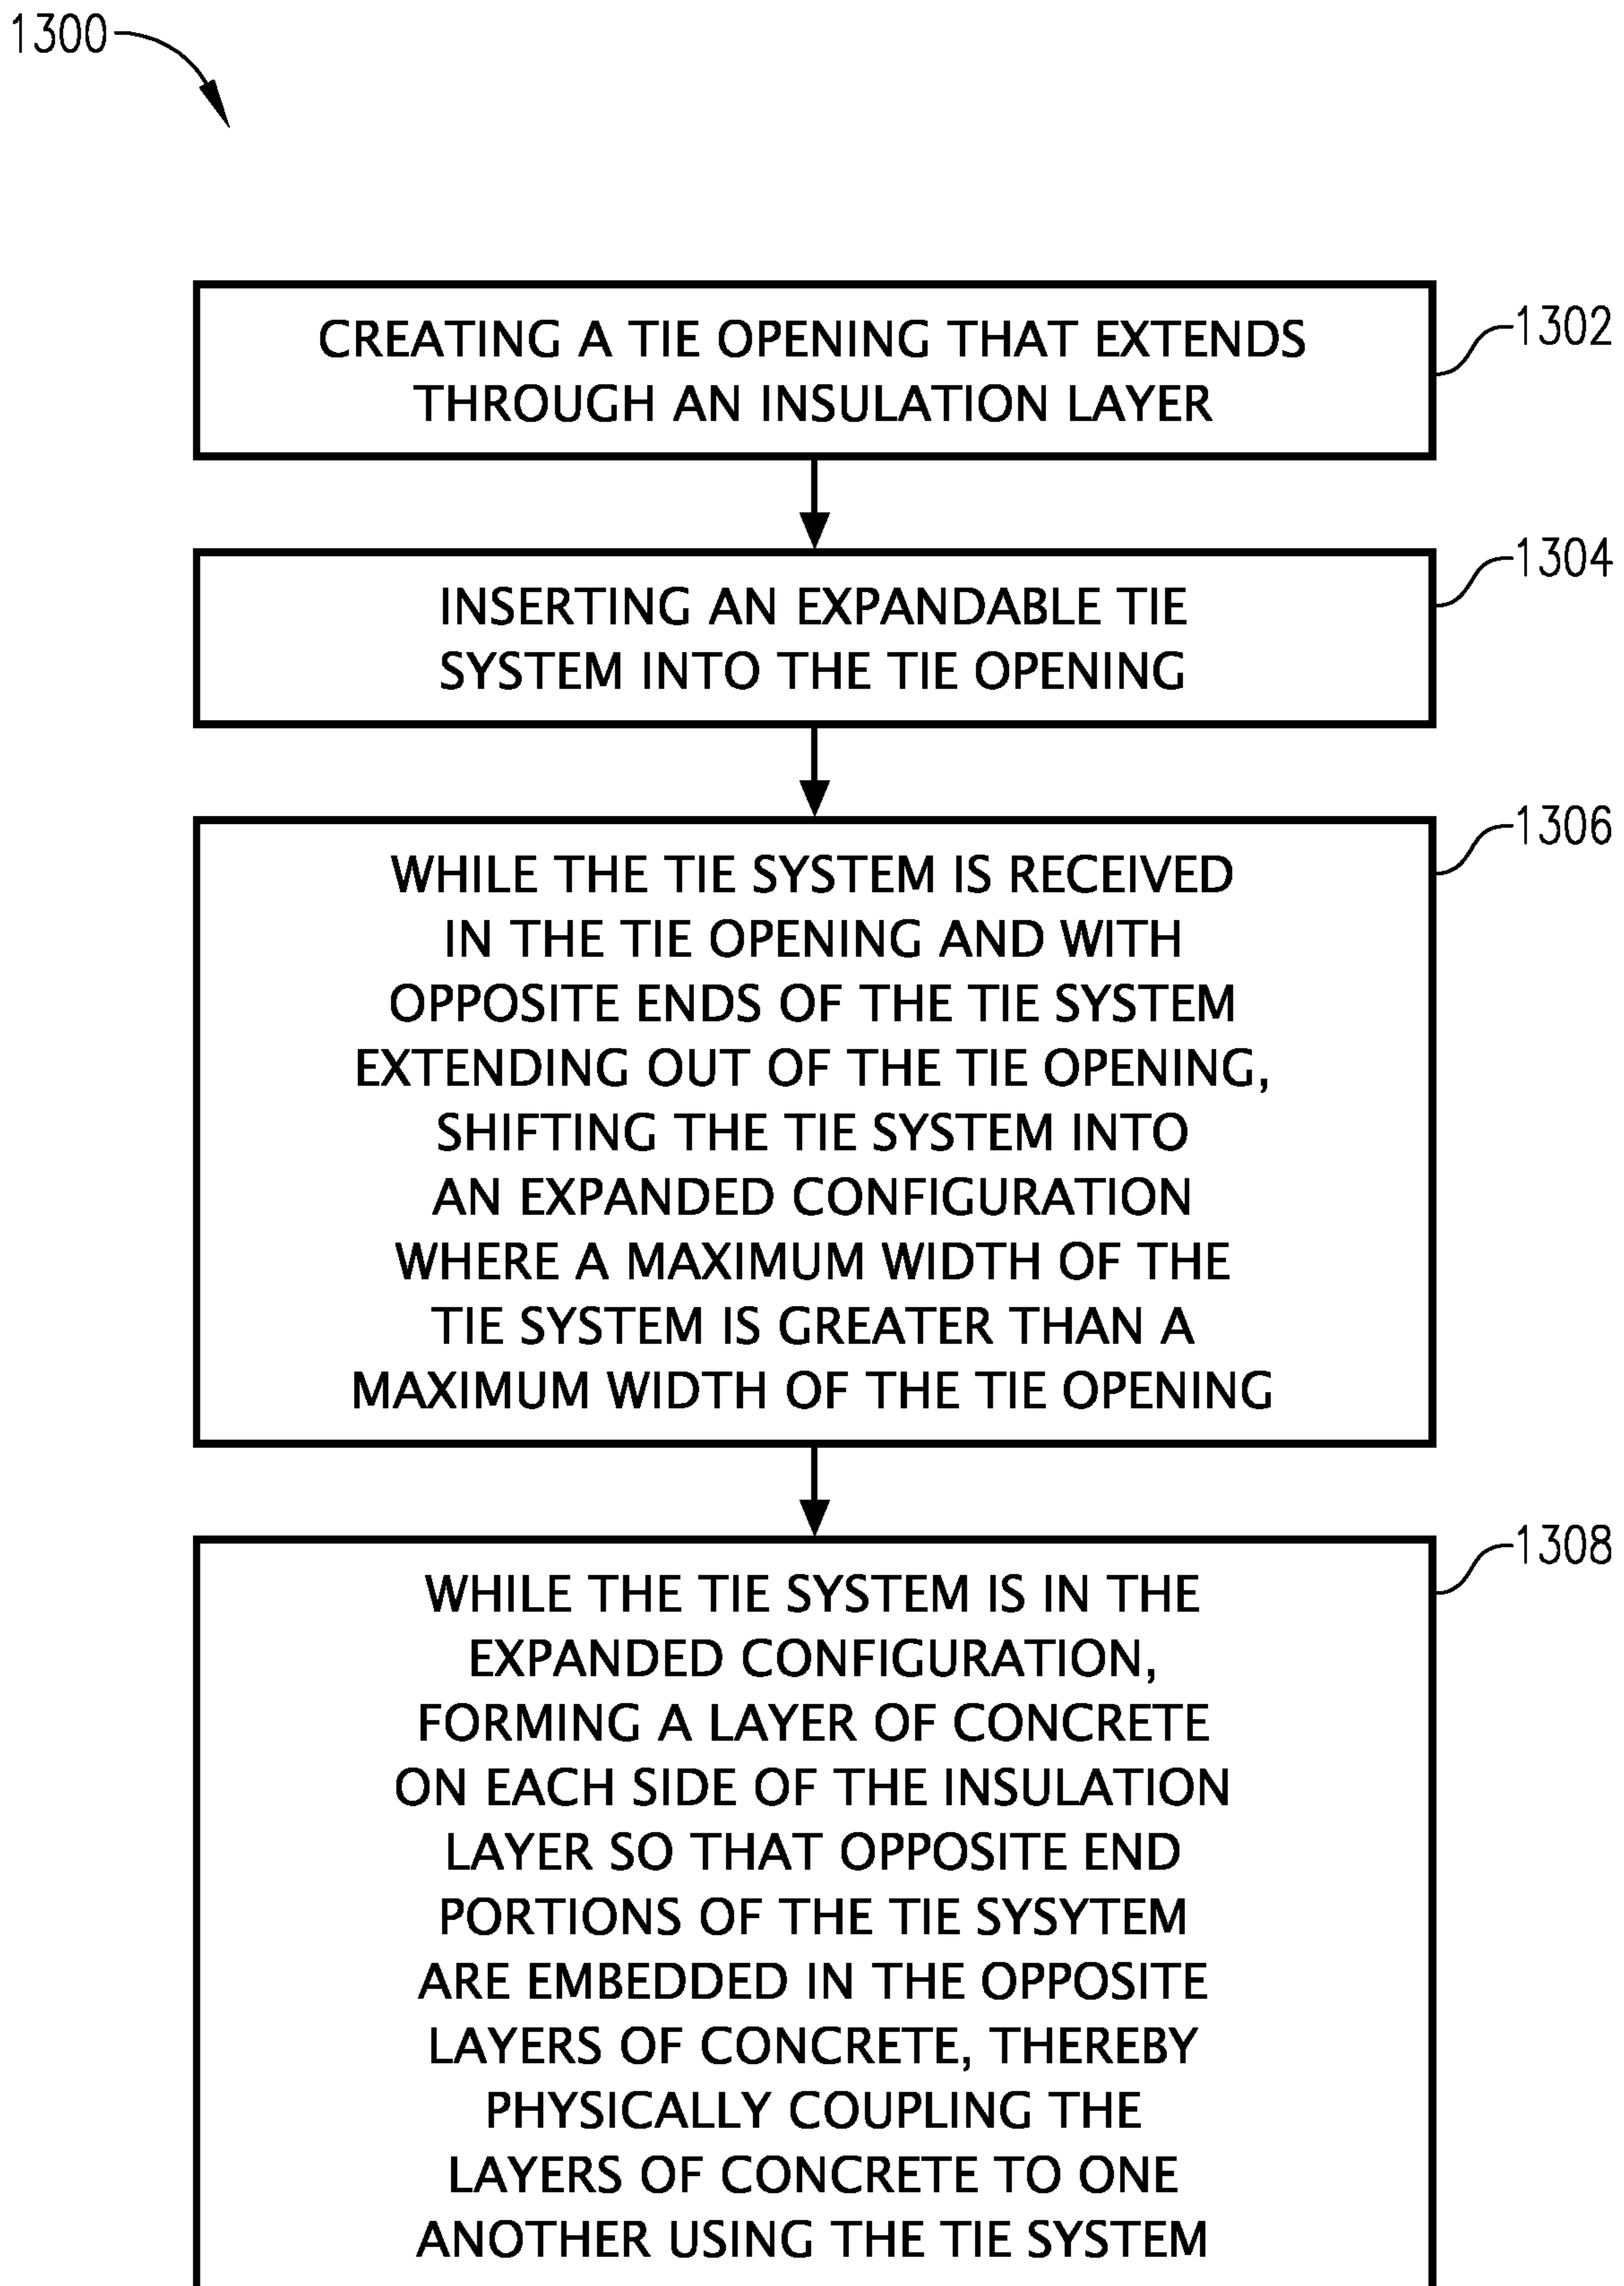 1300
CREATING A TIE OPENING THAT EXTENDS
THROUGH AN INSULATION LAYER
1302
INSERTING AN EXPANDABLE TIE
SYSTEM INTO THE TIE OPENING
1304
WHILE THE TIE SYSTEM IS RECEIVED
IN THE TIE OPENING AND WITH
OPPOSITE ENDS OF THE TIE SYSTEM
EXTENDING OUT OF THE TIE OPENING,
SHIFTING THE TIE SYSTEM INTO
AN EXPANDED CONFIGURATION
WHERE A MAXIMUM WIDTH OF THE
TIE SYSTEM IS GREATER THAN A
MAXIMUM WIDTH OF THE TIE OPENING
1306
WHILE THE TIE SYSTEM IS IN THE
EXPANDED CONFIGURATION,
FORMING A LAYER OF CONCRETE
ON EACH SIDE OF THE INSULATION
LAYER SO THAT OPPOSITE END
PORTIONS OF THE TIE SYSYTEM
ARE EMBEDDED IN THE OPPOSITE
LAYERS OF CONCRETE, THEREBY
PHYSICALLY COUPLING THE
LAYERS OF CONCRETE TO ONE
ANOTHER USING THE TIE SYSTEM
1308